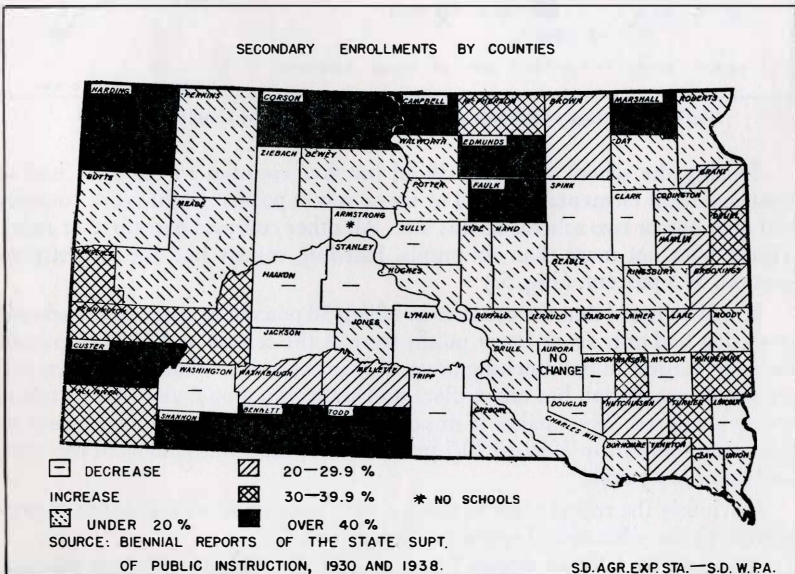 SECONDARY ENROLLMENTS BY COUNTIES
HARDING PERKINS CORSON CAMPBELL MCPHERSON BROWN MARSHALL ROBERTS
WALWORTH EDMUNDS DAY
ZIEBACH DEWEY GRANT
BUTTE POTTER FAULK SPINK CLARK CODINGTON
MEADE DEUEL
ARMSTRONG SULLY HYDE HAND HAMLIN
STANLEY BEADLE KINGSBURY BROOKINGS
HAAKON HUGHES
PENNINGTON LYMAN BUFFALO JERAULD SANBORN MINER LAKE MOODY
JACKSON JONES
CUSTER BRULE AURORA DAVISON HANSON MCCOOK MINNEHAHA
WASHINGTON WASHABAUGH MELLETTE TRIPP NO CHANGE
FALL RIVER DOUGLAS HUTCHINSON TURNER LINCOLN
SHANNON BENNETT TODD GREGORY CHARLES MIX
BONHOMME YANKTON CLAY UNION
— DECREASE 20—29.9 %
INCREASE 30—39.9 % * NO SCHOOLS
UNDER 20 % OVER 40 %
SOURCE: BIENNIAL REPORTS OF THE STATE SUPT.
OF PUBLIC INSTRUCTION, 1930 AND 1938.
S.D.AGR.EXP.STA.—S.D.W.P.A.